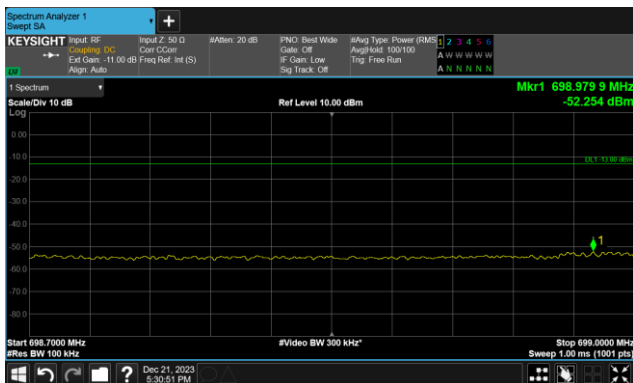 Spectrum Analyzer 1
Swept SA
KEYSIGHT
Input: RF
Coupling: DC
Ext Gain: -11.00 dB
Align: Auto
Input Z: 50 Ω
Corr CCorr
Freq Ref: Int (S)
#Atten: 20 dB
PNO: Best Wide
Gate: Off
IF Gain: Low
Sig Track: Off
#Avg Type: Power (RMS
Avg|Hold: 100/100
Trig: Free Run
1 2 3 4 5 6
A W W W W W
A N N N N N
LXI
1 Spectrum
Scale/Div 10 dB
Log
Ref Level 10.00 dBm
Mkr1 698.979 9 MHz
-52.254 dBm
0.00
-10.0
DL1 -13.00 dBm
-20.0
-30.0
-40.0
-50.0
1
-60.0
-70.0
-80.0
Start 698.7000 MHz
#Res BW 100 kHz
#Video BW 300 kHz*
Stop 699.0000 MHz
Sweep 1.00 ms (1001 pts)
Dec 21, 2023
5:30:51 PM